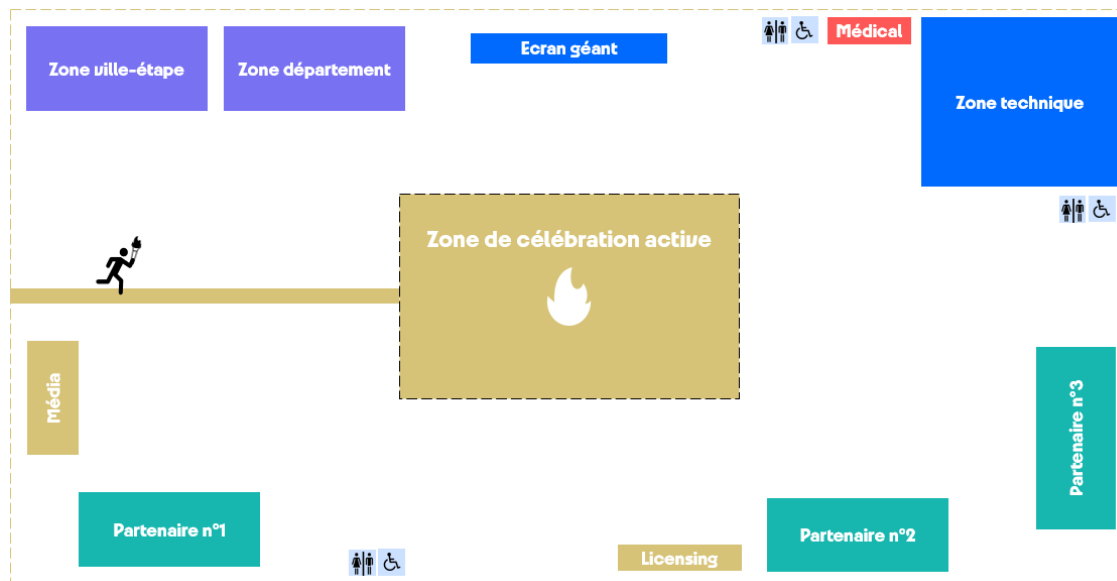 Zone ville-étape
Zone département
Ecran géant
Médical
Zone technique
Zone de célébration active
Média
Partenaire n°3
Partenaire n°1
Licensing
Partenaire n°2